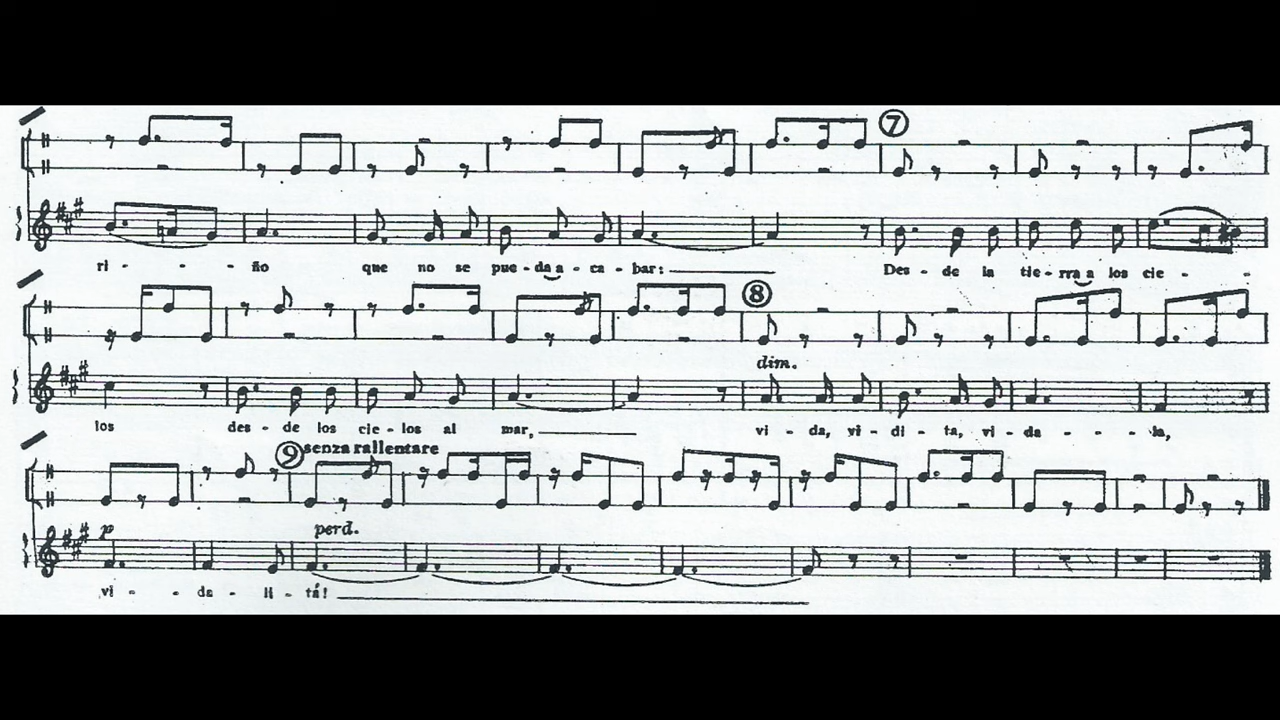 7
ri - - ño que no se pue-da a - ca - bar: Des - de la tie - rra a los cie - -
8
dim.
los des - de los cie - los al mar, vi - da, vi - di - ta, vi - da - - - la,
9 senza rallentare
p perd.
vi - - da - li - tá!